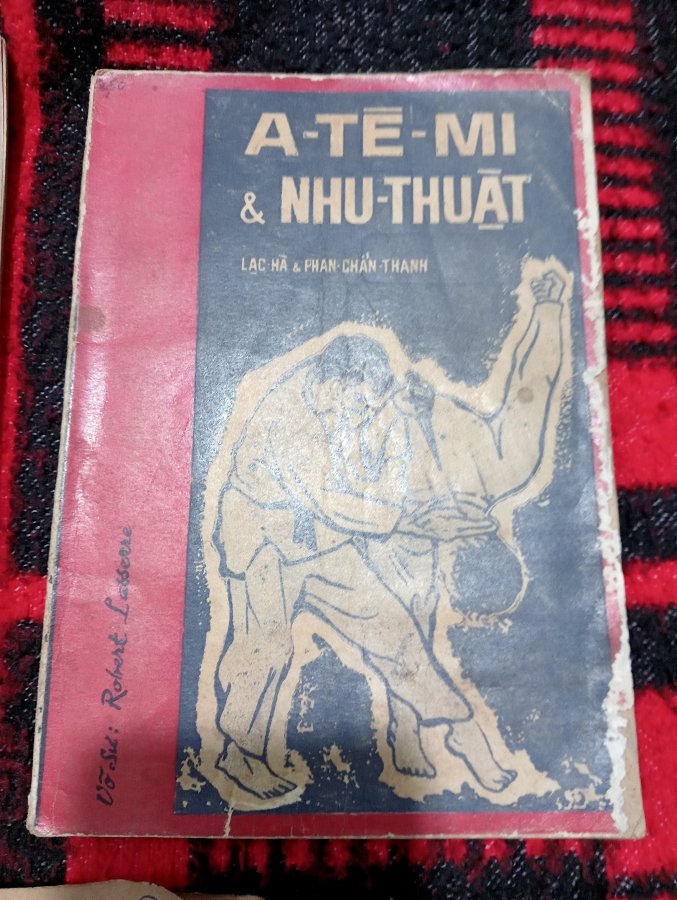 A-TÊ-MI
& NHU-THUẬT
LẠC-HÀ & PHAN-CHẤN-THANH
Võ-Sư: Robert Lasserre